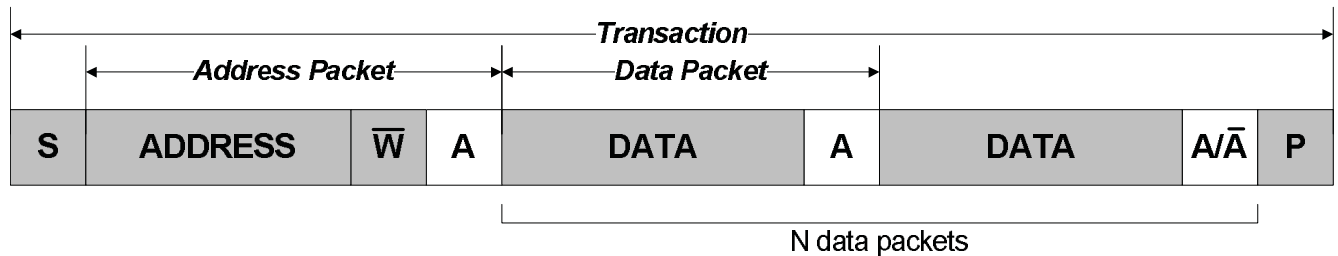 Transaction
Address Packet Data Packet
S ADDRESS W̅ A DATA A DATA A/A̅ P
N data packets